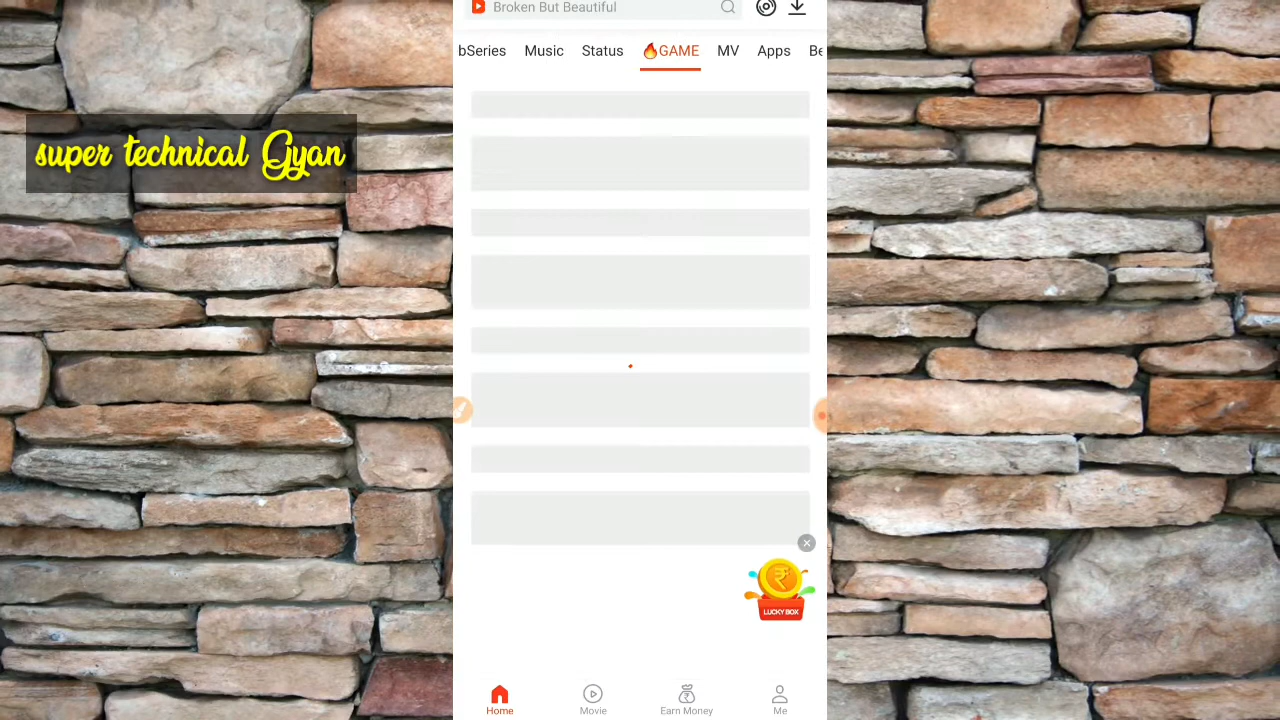 Broken But Beautiful
bSeries Music Status 🔥GAME MV Apps Be
super technical Gyan
₹
LUCKY BOX
Home Movie Earn Money Me